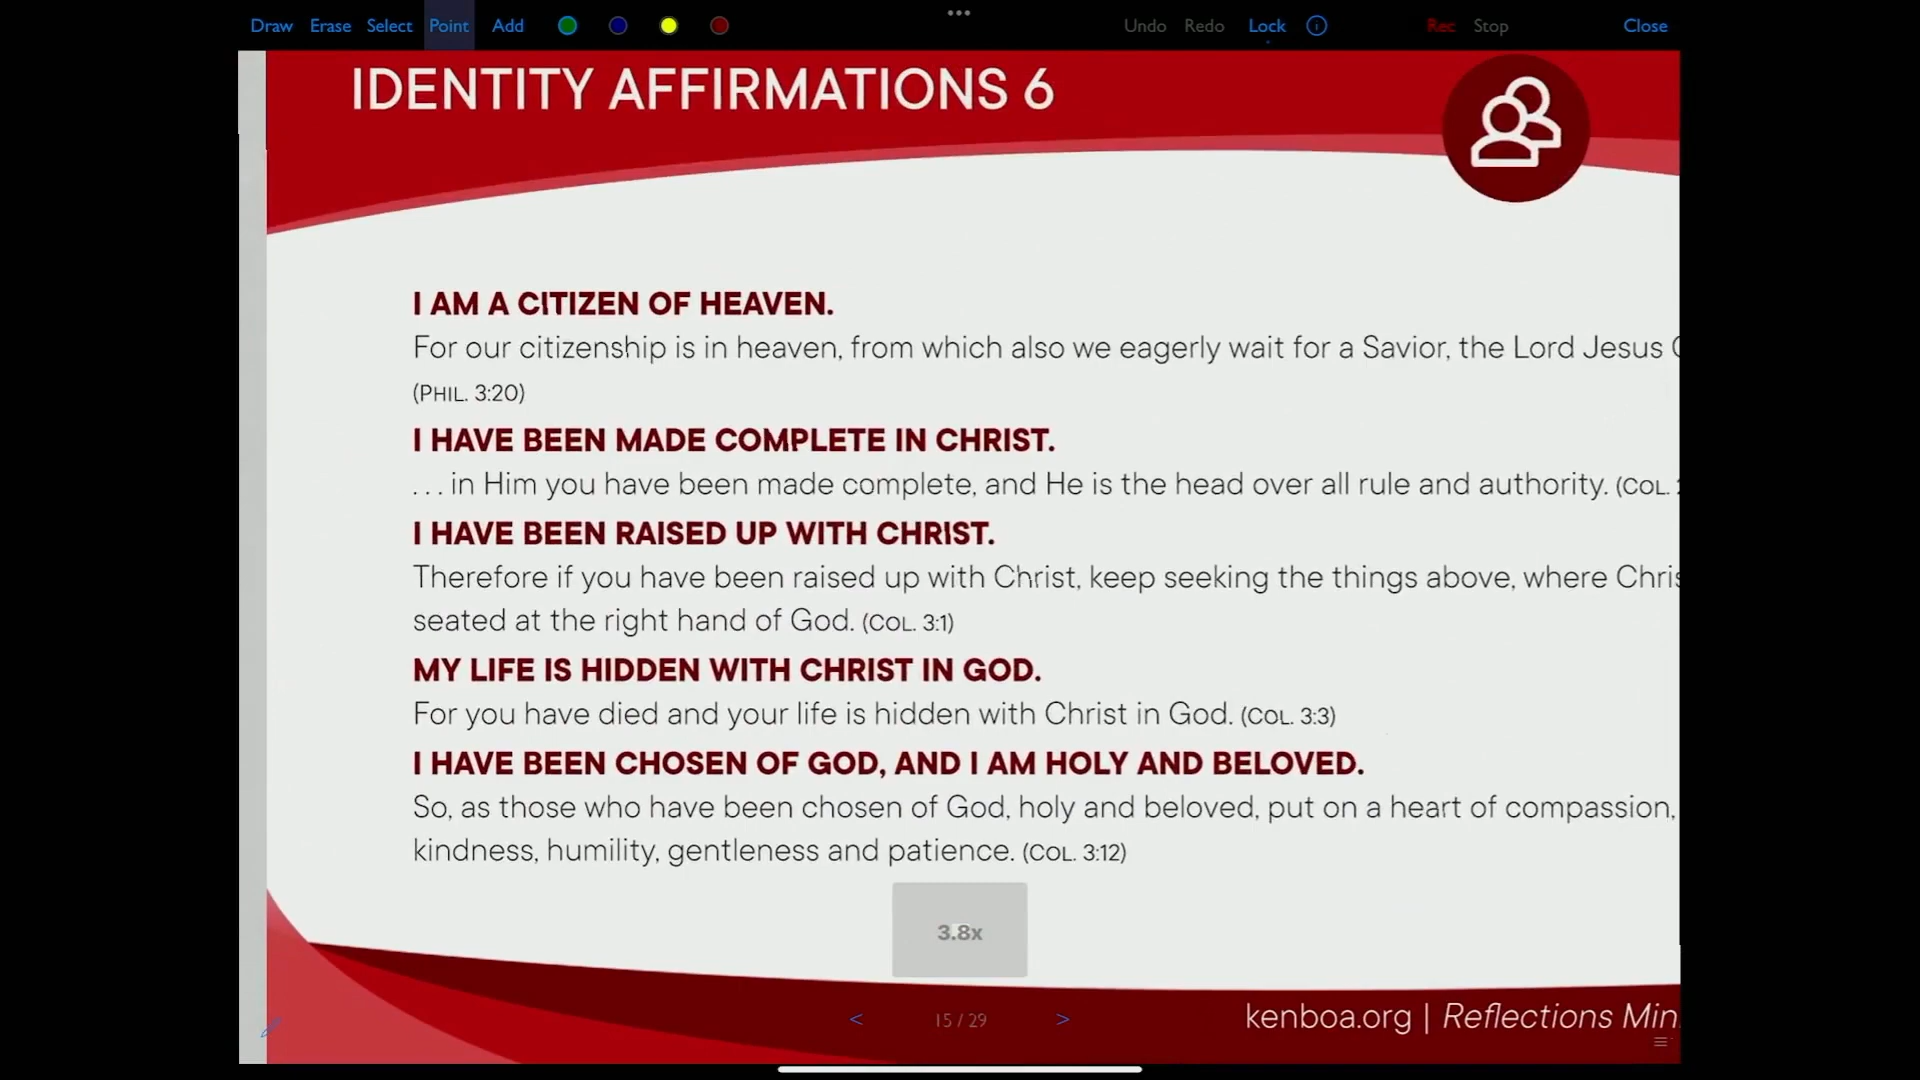 Draw Erase Select Point Add Undo Redo Lock Rec Stop Close
IDENTITY AFFIRMATIONS 6
I AM A CITIZEN OF HEAVEN.
For our citizenship is in heaven, from which also we eagerly wait for a Savior, the Lord Jesus
(PHIL. 3:20)
I HAVE BEEN MADE COMPLETE IN CHRIST.
... in Him you have been made complete, and He is the head over all rule and authority. (COL.
I HAVE BEEN RAISED UP WITH CHRIST.
Therefore if you have been raised up with Christ, keep seeking the things above, where Chris
seated at the right hand of God. (COL. 3:1)
MY LIFE IS HIDDEN WITH CHRIST IN GOD.
For you have died and your life is hidden with Christ in God. (COL. 3:3)
I HAVE BEEN CHOSEN OF GOD, AND I AM HOLY AND BELOVED.
So, as those who have been chosen of God, holy and beloved, put on a heart of compassion,
kindness, humility, gentleness and patience. (COL. 3:12)
3.8x
< 15 / 29 >
kenboa.org | Reflections Min